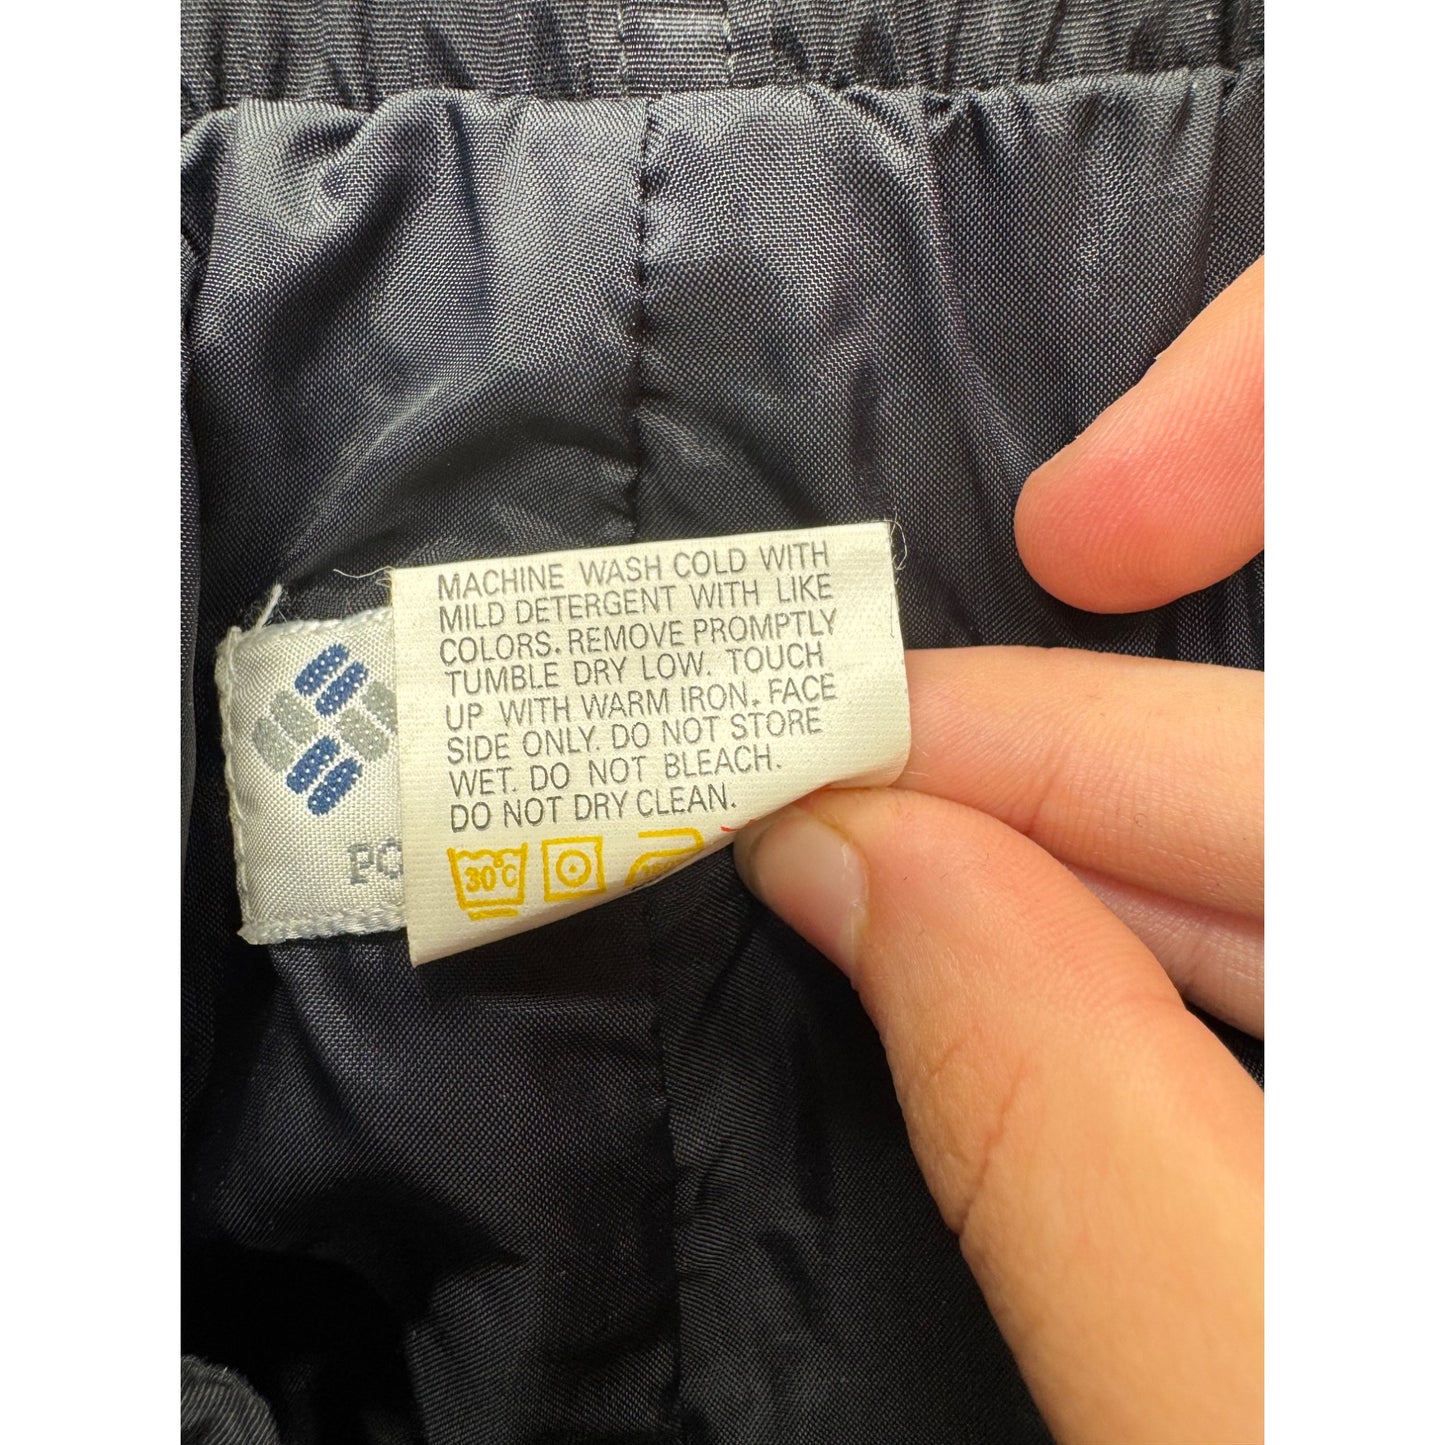 MACHINE WASH COLD WITH
MILD DETERGENT WITH LIKE
COLORS. REMOVE PROMPTLY
TUMBLE DRY LOW. TOUCH
UP WITH WARM IRON. FACE
SIDE ONLY. DO NOT STORE
WET. DO NOT BLEACH.
DO NOT DRY CLEAN.
30°C